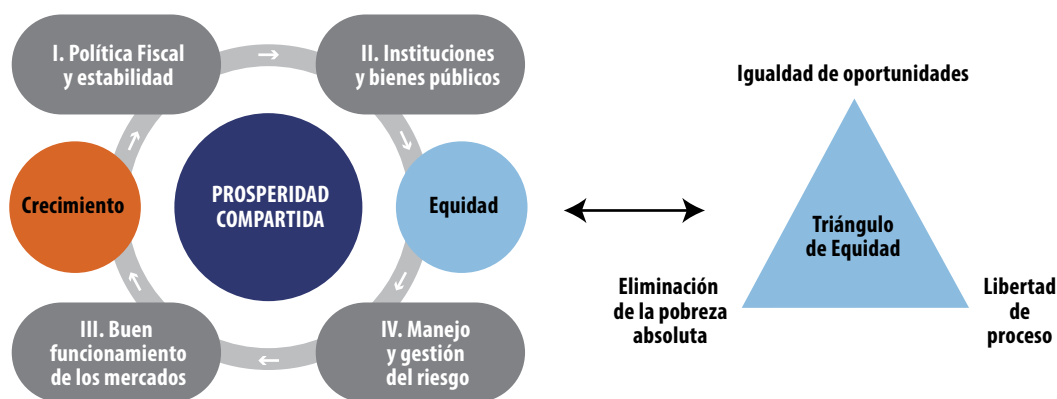 I. Política Fiscal
y estabilidad
II. Instituciones
y bienes públicos
Crecimiento
PROSPERIDAD
COMPARTIDA
Equidad
III. Buen
funcionamiento
de los mercados
IV. Manejo
y gestión
del riesgo
Igualdad de oportunidades
Triángulo
de Equidad
Eliminación
de la pobreza
absoluta
Libertad
de
proceso